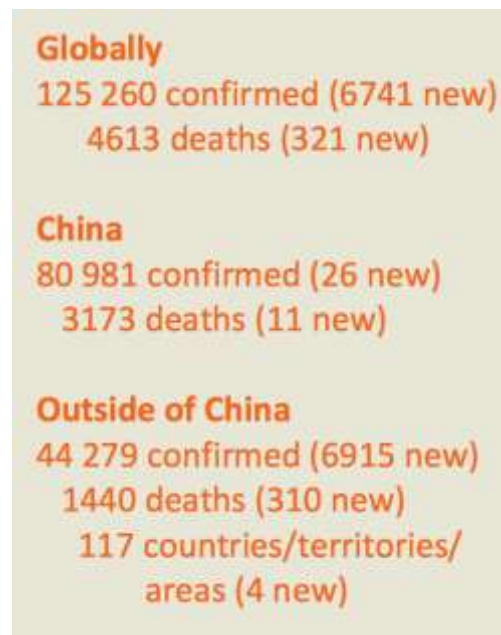 Globally
125 260 confirmed (6741 new)
4613 deaths (321 new)
China
80 981 confirmed (26 new)
3173 deaths (11 new)
Outside of China
44 279 confirmed (6915 new)
1440 deaths (310 new)
117 countries/territories/
areas (4 new)